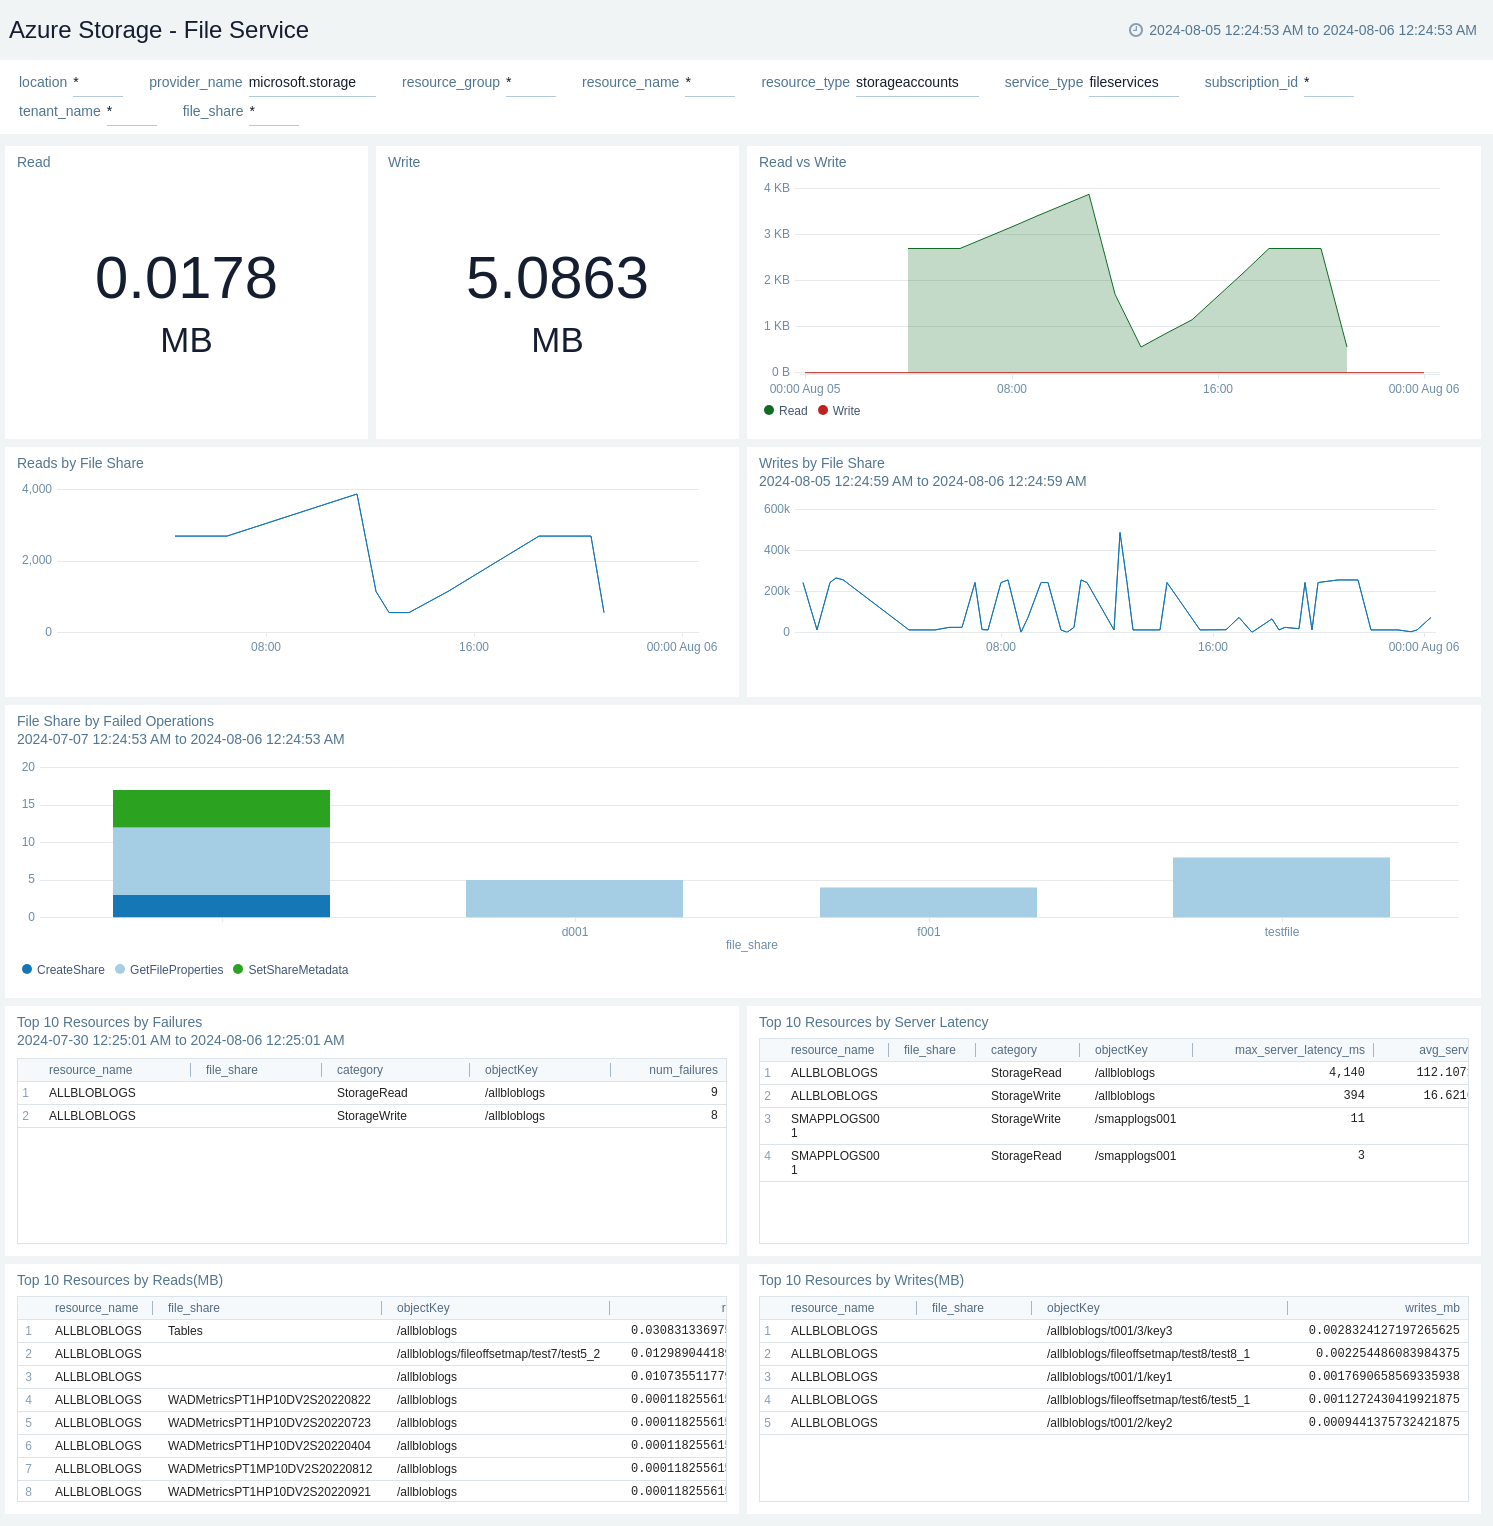 Azure Storage - File Service
2024-08-05 12:24:53 AM to 2024-08-06 12:24:53 AM
location * provider_name microsoft.storage resource_group * resource_name * resource_type storageaccounts service_type fileservices subscription_id *
tenant_name * file_share *
Read
0.0178
MB
Write
5.0863
MB
Read vs Write
4 KB
3 KB
2 KB
1 KB
0 B
00:00 Aug 05 08:00 16:00 00:00 Aug 06
Read Write
Reads by File Share
4,000
2,000
0
08:00 16:00 00:00 Aug 06
Writes by File Share
2024-08-05 12:24:59 AM to 2024-08-06 12:24:59 AM
600k
400k
200k
0
08:00 16:00 00:00 Aug 06
File Share by Failed Operations
2024-07-07 12:24:53 AM to 2024-08-06 12:24:53 AM
20
15
10
5
0
d001 f001 testfile
file_share
CreateShare GetFileProperties SetShareMetadata
Top 10 Resources by Failures
2024-07-30 12:25:01 AM to 2024-08-06 12:25:01 AM
resource_name file_share category objectKey num_failures
1 ALLBLOBLOGS StorageRead /allbloblogs 9
2 ALLBLOBLOGS StorageWrite /allbloblogs 8
Top 10 Resources by Server Latency
resource_name file_share category objectKey max_server_latency_ms avg_serv
1 ALLBLOBLOGS StorageRead /allbloblogs 4,140 112.107
2 ALLBLOBLOGS StorageWrite /allbloblogs 394 16.621
3 SMAPPLOGS00 StorageWrite /smapplogs001 11
1
4 SMAPPLOGS00 StorageRead /smapplogs001 3
1
Top 10 Resources by Reads(MB)
resource_name file_share objectKey
1 ALLBLOBLOGS Tables /allbloblogs 0.03083133697
2 ALLBLOBLOGS /allbloblogs/fileoffsetmap/test7/test5_2 0.01298904418
3 ALLBLOBLOGS /allbloblogs 0.01073551177
4 ALLBLOBLOGS WADMetricsPT1HP10DV2S20220822 /allbloblogs 0.00011825561
5 ALLBLOBLOGS WADMetricsPT1HP10DV2S20220723 /allbloblogs 0.00011825561
6 ALLBLOBLOGS WADMetricsPT1HP10DV2S20220404 /allbloblogs 0.00011825561
7 ALLBLOBLOGS WADMetricsPT1MP10DV2S20220812 /allbloblogs 0.00011825561
8 ALLBLOBLOGS WADMetricsPT1HP10DV2S20220921 /allbloblogs 0.00011825561
Top 10 Resources by Writes(MB)
resource_name file_share objectKey writes_mb
1 ALLBLOBLOGS /allbloblogs/t001/3/key3 0.0028324127197265625
2 ALLBLOBLOGS /allbloblogs/fileoffsetmap/test8/test8_1 0.002254486083984375
3 ALLBLOBLOGS /allbloblogs/t001/1/key1 0.0017690658569335938
4 ALLBLOBLOGS /allbloblogs/fileoffsetmap/test6/test5_1 0.0011272430419921875
5 ALLBLOBLOGS /allbloblogs/t001/2/key2 0.0009441375732421875